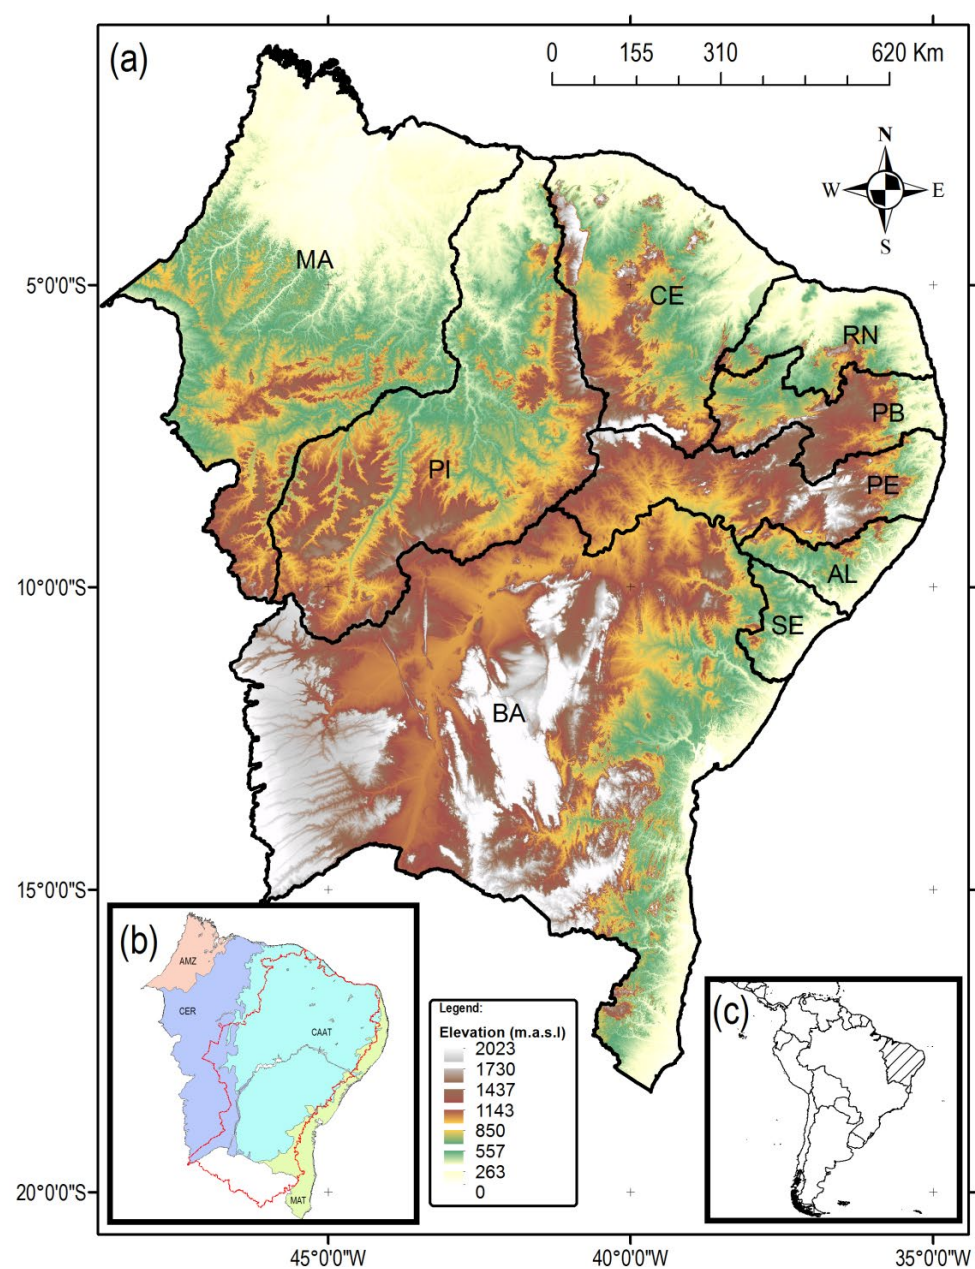 (a)
0 155 310 620 Km
N
W E
S
MA
5°0'0"S
CE
RN
PB
PI
PE
AL
10°0'0"S
SE
BA
15°0'0"S
(b)
AMZ
CER
CAAT
MAT
Legend:
Elevation (m.a.s.l)
2023
1730
1437
1143
850
557
263
0
(c)
20°0'0"S
45°0'0"W 40°0'0"W 35°0'0"W